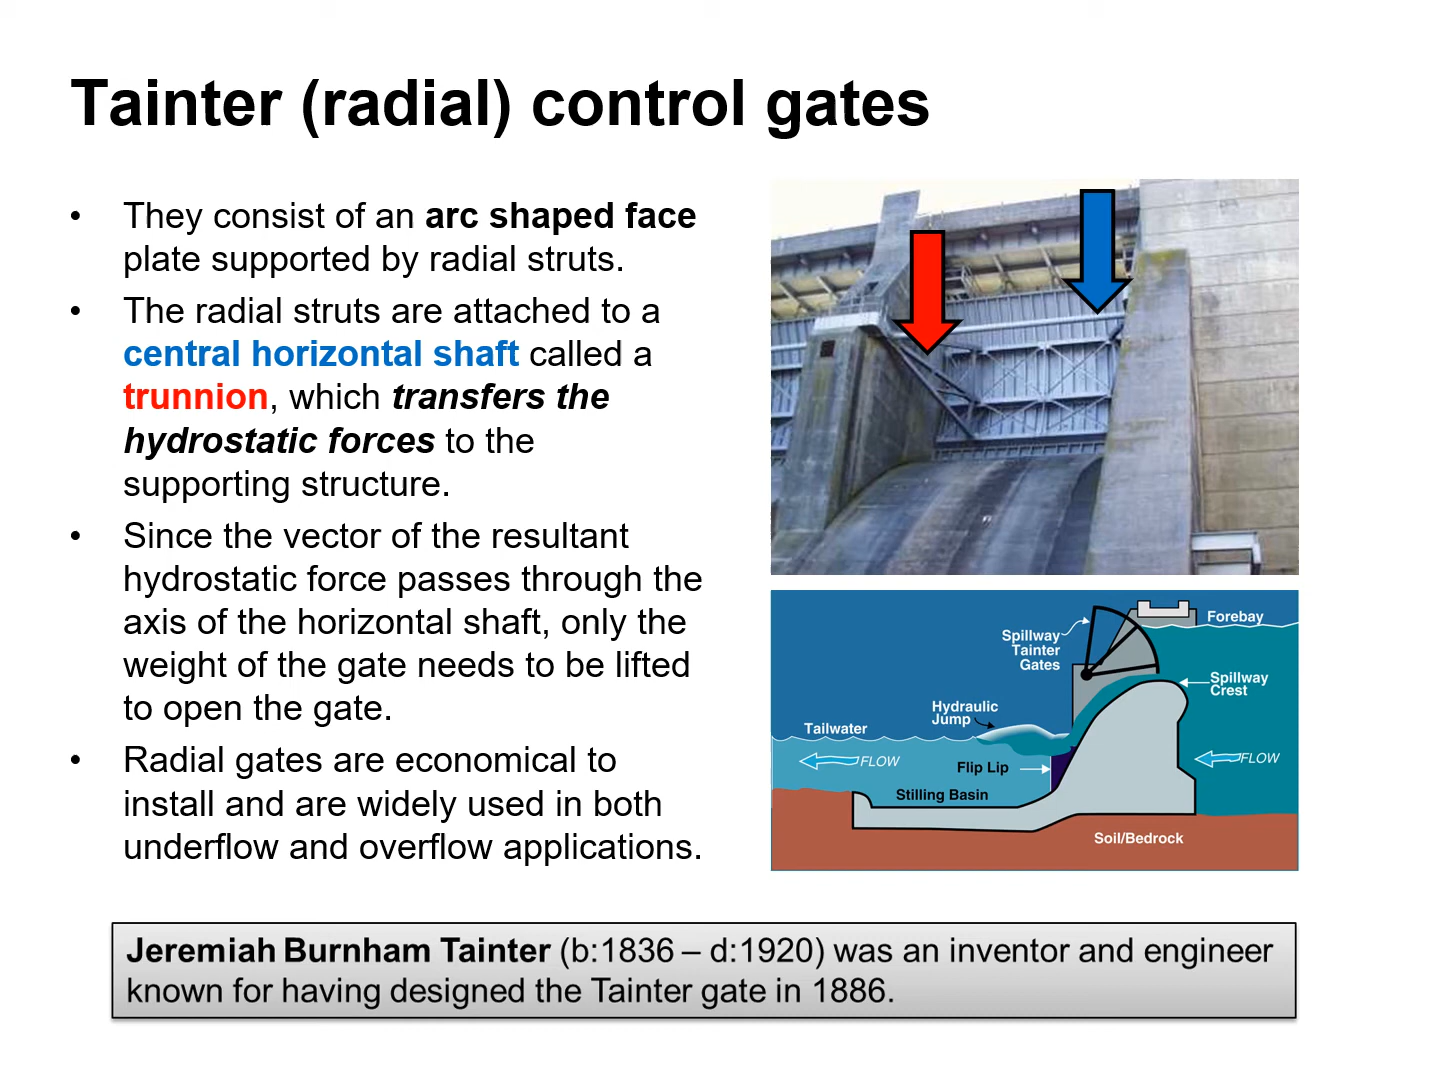 Tainter (radial) control gates
• They consist of an arc shaped face
plate supported by radial struts.
• The radial struts are attached to a
central horizontal shaft called a
trunnion, which transfers the
hydrostatic forces to the
supporting structure.
• Since the vector of the resultant
hydrostatic force passes through the
axis of the horizontal shaft, only the
weight of the gate needs to be lifted
to open the gate.
• Radial gates are economical to
install and are widely used in both
underflow and overflow applications.
Forebay
Spillway
Tainter
Gates
Spillway
Crest
Hydraulic
Jump
Tailwater
FLOW
FLOW
Flip Lip
Stilling Basin
Soil/Bedrock
Jeremiah Burnham Tainter (b:1836 – d:1920) was an inventor and engineer
known for having designed the Tainter gate in 1886.